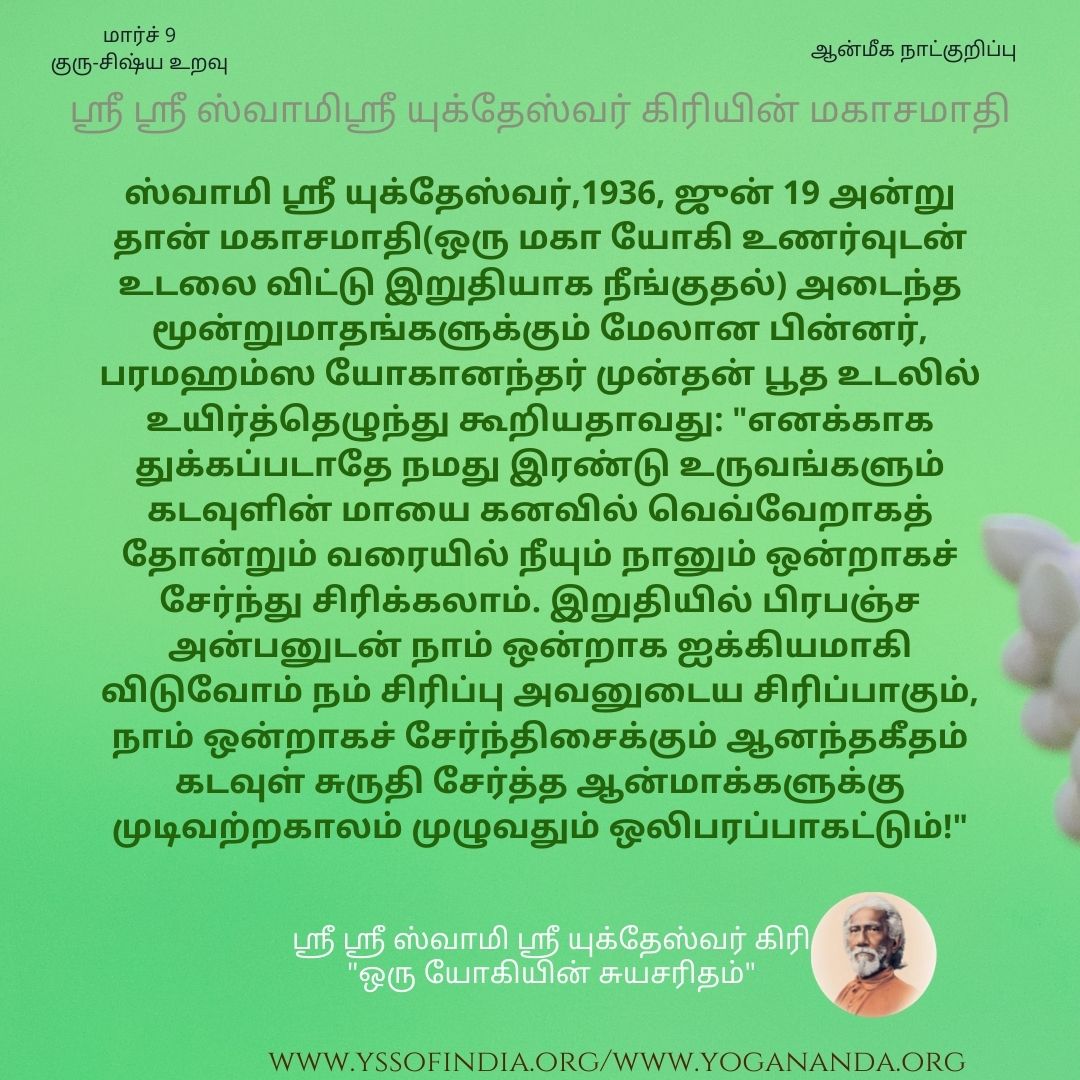 மார்ச் 9
குரு-சிஷ்ய உறவு
ஆன்மீக நாட்குறிப்பு
ஸ்ரீ ஸ்ரீ ஸ்வாமிஸ்ரீ யுக்தேஸ்வர் கிரியின் மகாசமாதி
ஸ்வாமி ஸ்ரீ யுக்தேஸ்வர்,1936, ஜுன் 19 அன்று
தான் மகாசமாதி(ஒரு மகா யோகி உணர்வுடன்
உடலை விட்டு இறுதியாக நீங்குதல்) அடைந்த
மூன்றுமாதங்களுக்கும் மேலான பின்னர்,
பரமஹம்ஸ யோகானந்தர் முன்தன் பூத உடலில்
உயிர்த்தெழுந்து கூறியதாவது: "எனக்காக
துக்கப்படாதே நமது இரண்டு உருவங்களும்
கடவுளின் மாயை கனவில் வெவ்வேறாகத்
தோன்றும் வரையில் நீயும் நானும் ஒன்றாகச்
சேர்ந்து சிரிக்கலாம். இறுதியில் பிரபஞ்ச
அன்பனுடன் நாம் ஒன்றாக ஐக்கியமாகி
விடுவோம் நம் சிரிப்பு அவனுடைய சிரிப்பாகும்,
நாம் ஒன்றாகச் சேர்ந்திசைக்கும் ஆனந்தகீதம்
கடவுள் சுருதி சேர்த்த ஆன்மாக்களுக்கு
முடிவற்றகாலம் முழுவதும் ஒலிபரப்பாகட்டும்!"
ஸ்ரீ ஸ்ரீ ஸ்வாமி ஸ்ரீ யுக்தேஸ்வர் கிரி
"ஒரு யோகியின் சுயசரிதம்"
WWW.YSSOFINDIA.ORG/WWW.YOGANANDA.ORG